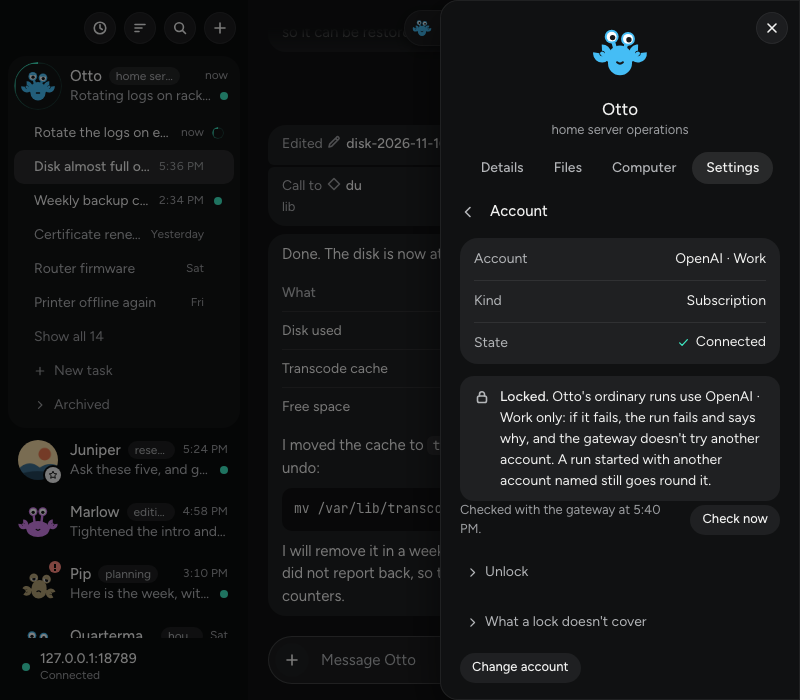 Otto home ser... now
Rotating logs on rack...
Rotate the logs on e... now
Disk almost full o... 5:36 PM
Weekly backup c... 2:34 PM
Certificate rene... Yesterday
Router firmware Sat
Printer offline again Fri
Show all 14
New task
Archived
Juniper rese... 5:24 PM
Ask these five, and g...
Marlow editi... 4:58 PM
Tightened the intro and...
Pip planning 3:10 PM
Here is the week, wit...
Quarterma hou... Sat
127.0.0.1:18789
Connected
so it can be restor
Edited disk-2026-11-1
Call to du
lib
Done. The disk is now at
What
Disk used
Transcode cache
Free space
I moved the cache to
undo:
mv /var/lib/transco
I will remove it in a week
did not report back, so t
counters.
Message Otto
Otto
home server operations
Details Files Computer Settings
Account
Account OpenAI · Work
Kind Subscription
State Connected
Locked. Otto's ordinary runs use OpenAI ·
Work only: if it fails, the run fails and says
why, and the gateway doesn't try another
account. A run started with another
account named still goes round it.
Checked with the gateway at 5:40
PM.
Check now
Unlock
What a lock doesn't cover
Change account